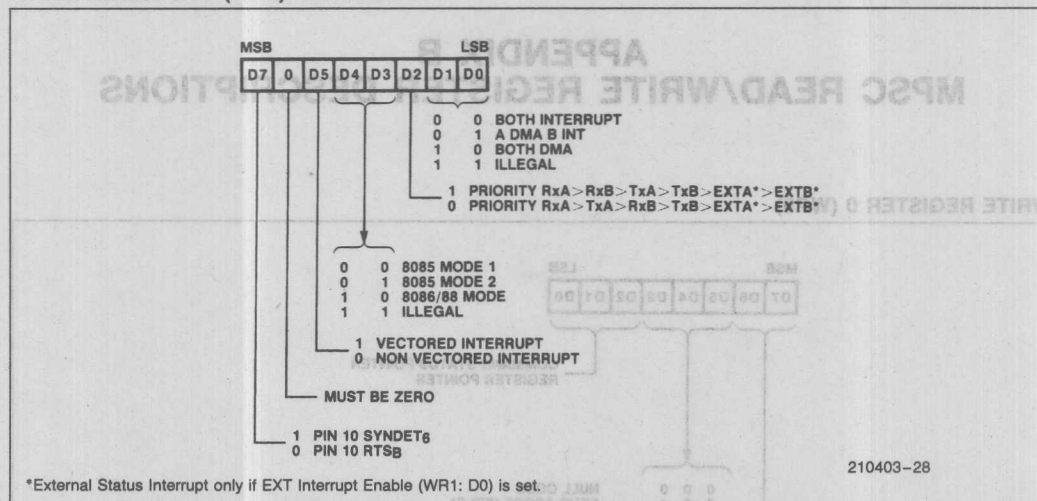 MSB LSB
D7 0 D5 D4 D3 D2 D1 D0
0 0 BOTH INTERRUPT
0 1 A DMA B INT
1 0 BOTH DMA
1 1 ILLEGAL
1 PRIORITY RxA>RxB>TxA>TxB>EXTA*>EXTB*
0 PRIORITY RxA>TxA>RxB>TxB>EXTA*>EXTB*
0 0 8085 MODE 1
0 1 8085 MODE 2
1 0 8086/88 MODE
1 1 ILLEGAL
1 VECTORED INTERRUPT
0 NON VECTORED INTERRUPT
MUST BE ZERO
1 PIN 10 SYNDET6
0 PIN 10 RTSB
210403-28
*External Status Interrupt only if EXT Interrupt Enable (WR1: D0) is set.